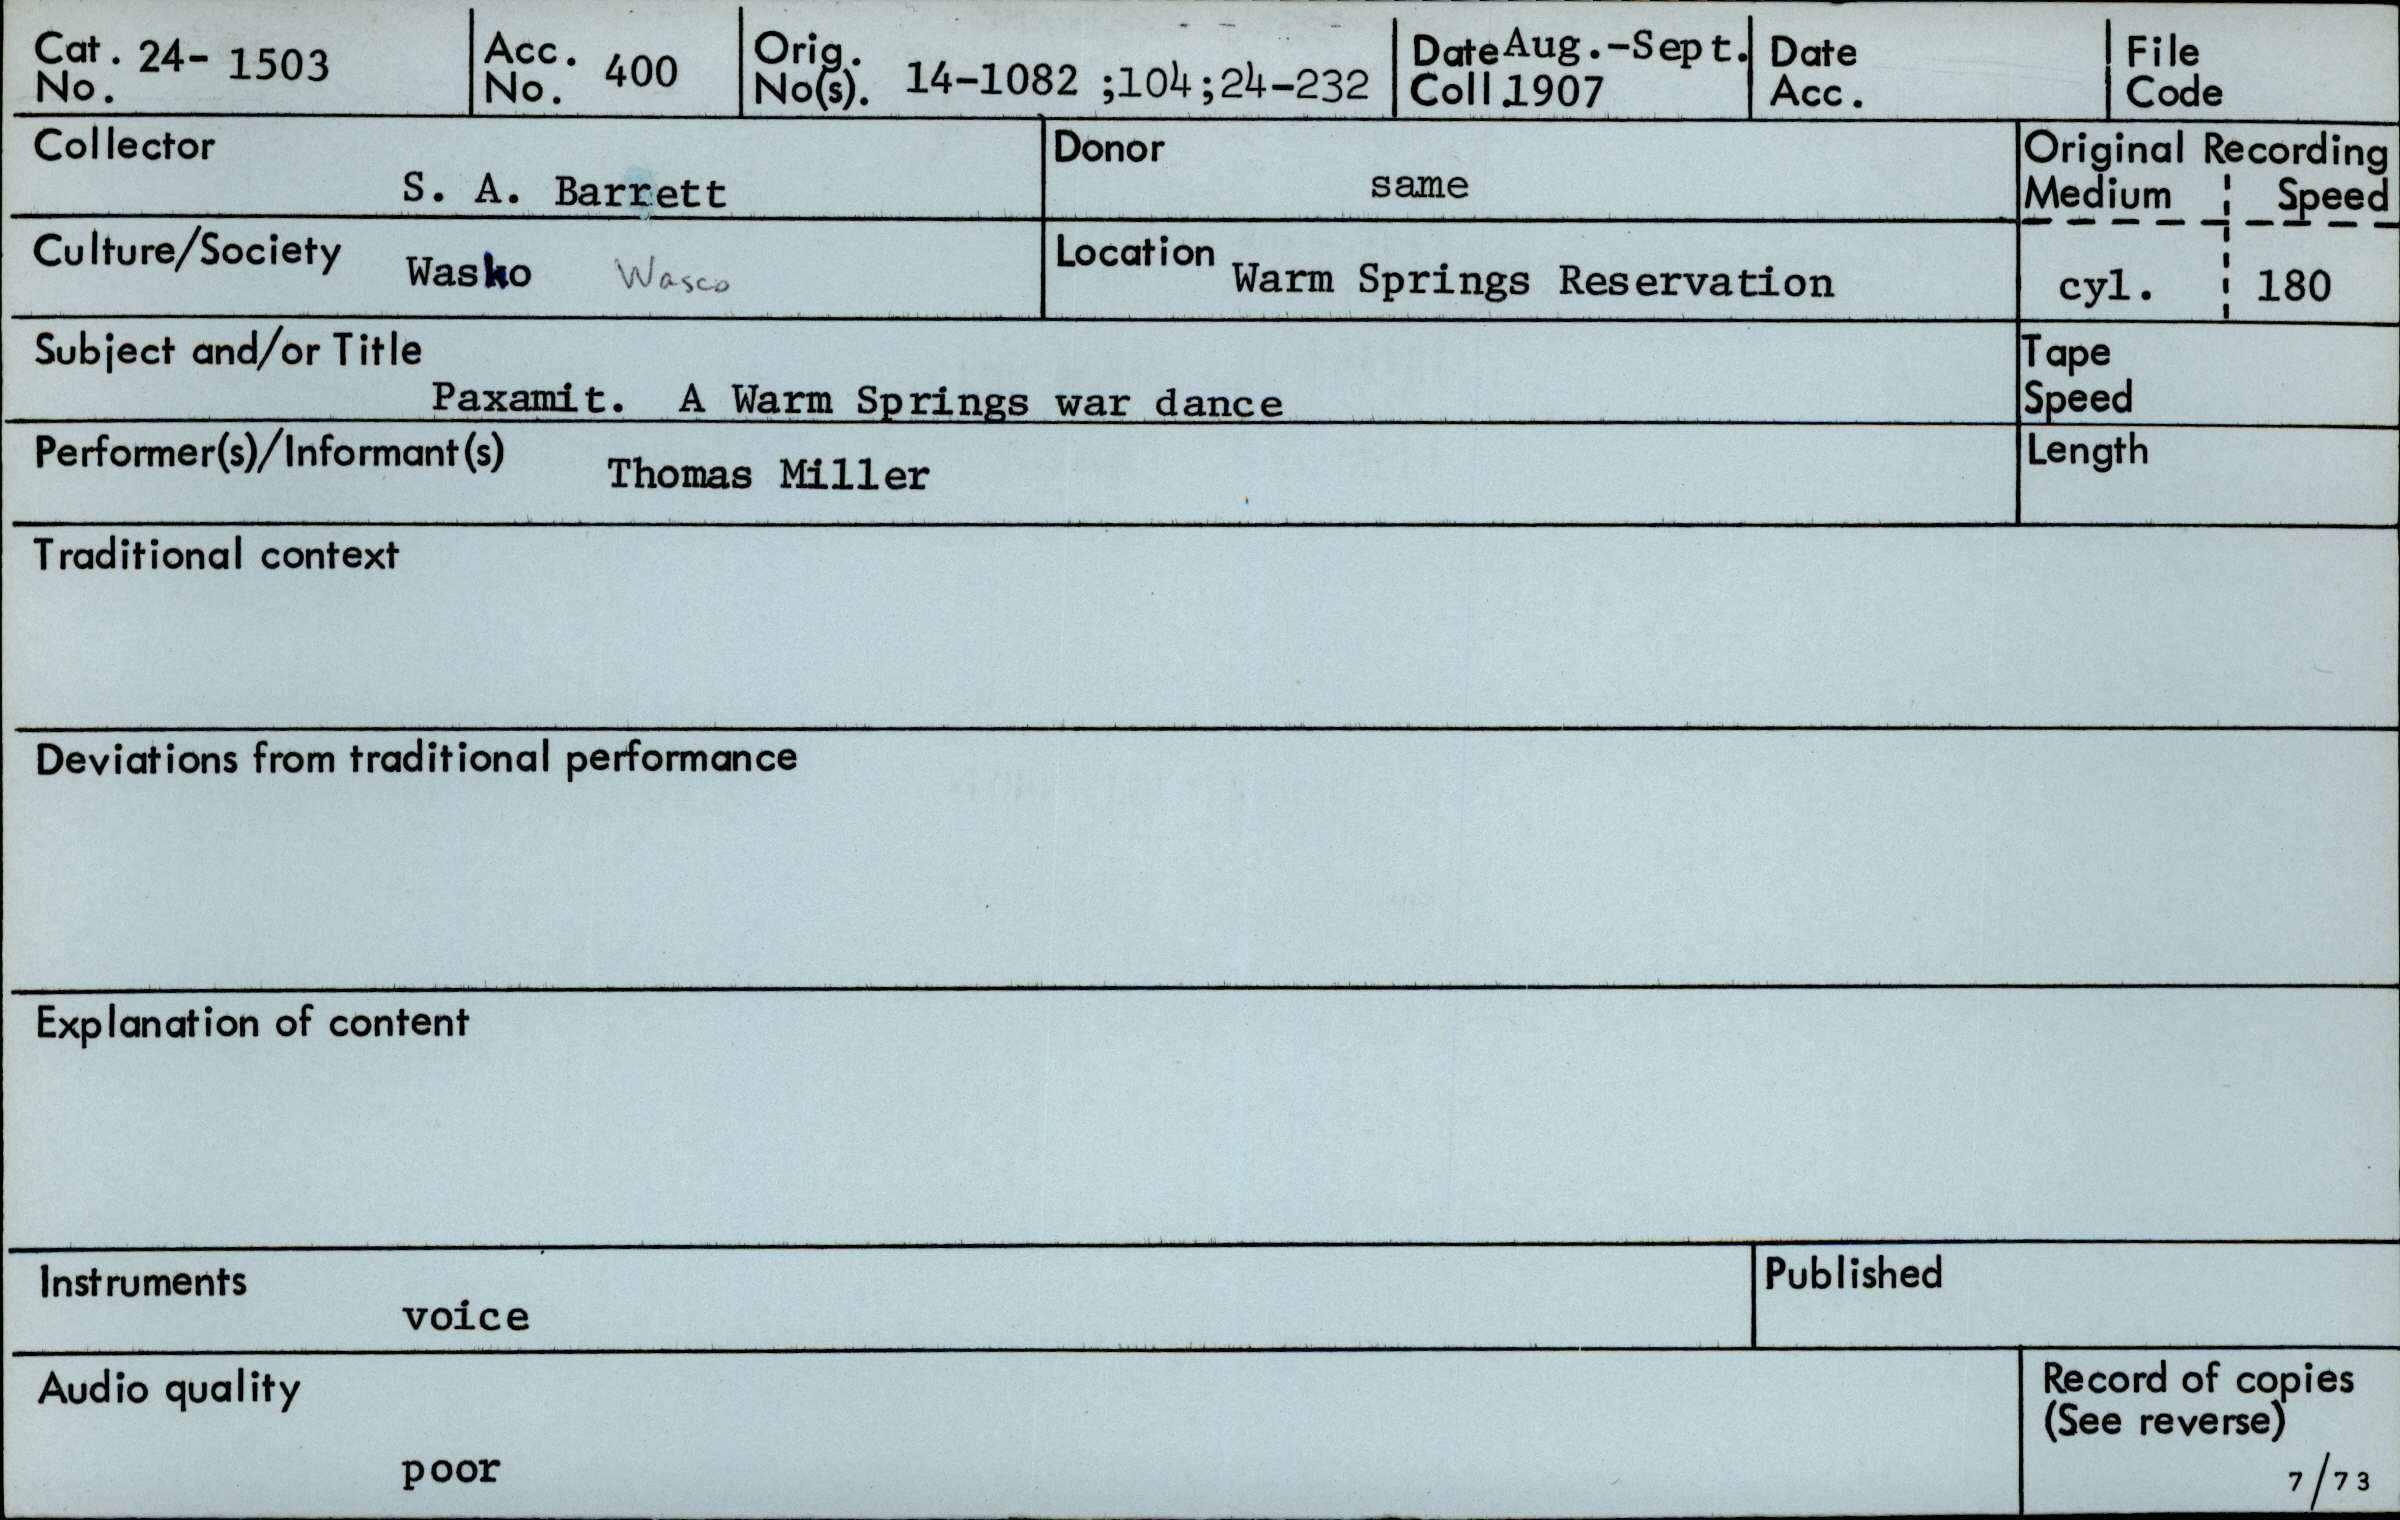 Cat. No. 24- 1503
Acc. No. 400
Orig. No(s). 14-1082 ;104;24-232
Date Coll. Aug.-Sept. 1907
Date Acc.
File Code
Collector
S. A. Barrett
Donor
same
Original Recording
Medium Speed
cyl. 180
Culture/Society Wasko Wasco
Location Warm Springs Reservation
Subject and/or Title
Paxamit. A Warm Springs war dance
Tape Speed
Performer(s)/Informant(s) Thomas Miller
Length
Traditional context
Deviations from traditional performance
Explanation of content
Instruments
voice
Published
Audio quality
poor
Record of copies
(See reverse)
7/73